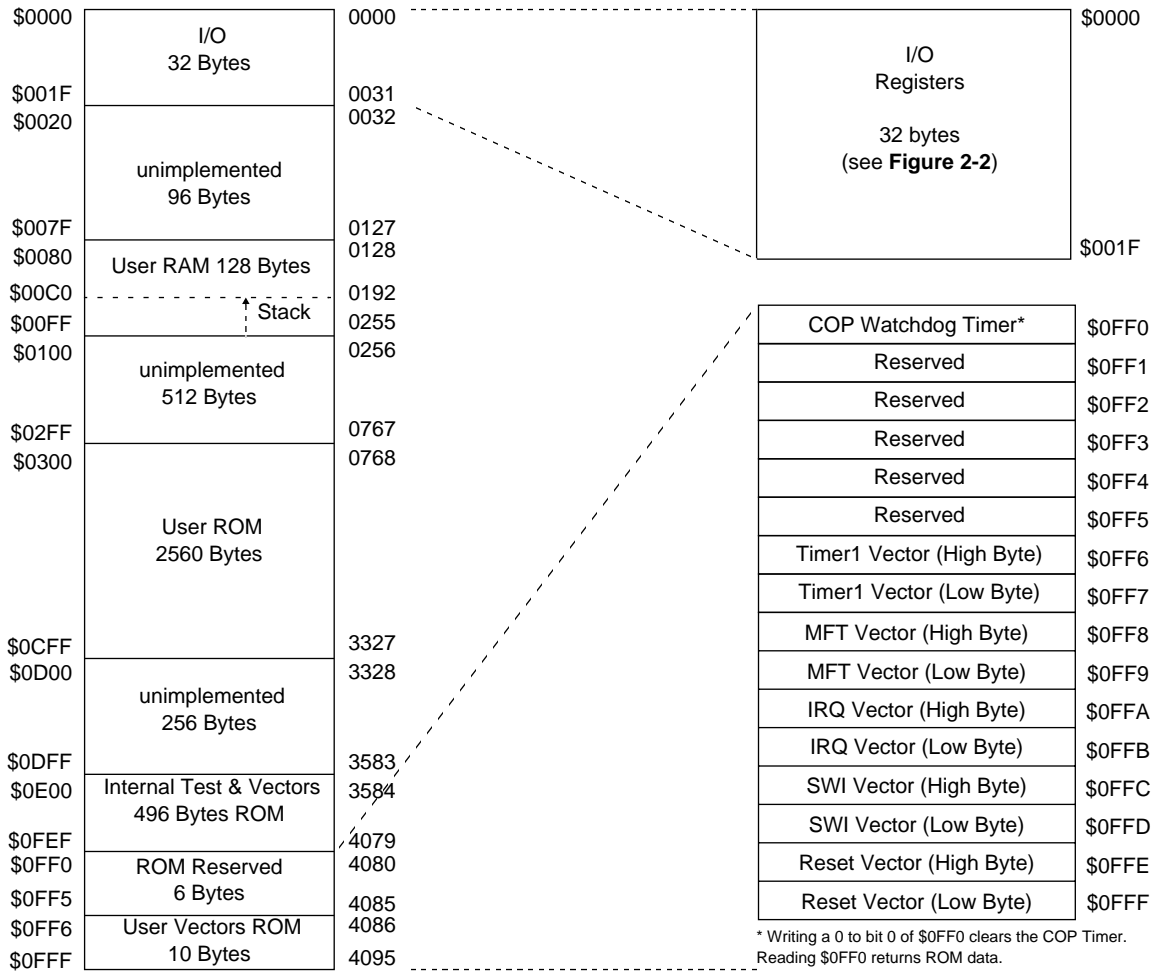 $0000 0000
I/O
32 Bytes
$001F 0031
$0020 0032
unimplemented
96 Bytes
$007F 0127
$0080 0128
User RAM 128 Bytes
$00C0 0192
Stack
$00FF 0255
$0100 0256
unimplemented
512 Bytes
$02FF 0767
$0300 0768
User ROM
2560 Bytes
$0CFF 3327
$0D00 3328
unimplemented
256 Bytes
$0DFF 3583
$0E00 Internal Test & Vectors 3584
496 Bytes ROM
$0FEF 4079
$0FF0 ROM Reserved 4080
6 Bytes
$0FF5 4085
$0FF6 User Vectors ROM 4086
10 Bytes
$0FFF 4095
$0000
I/O
Registers
32 bytes
(see Figure 2-2)
$001F
COP Watchdog Timer* $0FF0
Reserved $0FF1
Reserved $0FF2
Reserved $0FF3
Reserved $0FF4
Reserved $0FF5
Timer1 Vector (High Byte) $0FF6
Timer1 Vector (Low Byte) $0FF7
MFT Vector (High Byte) $0FF8
MFT Vector (Low Byte) $0FF9
IRQ Vector (High Byte) $0FFA
IRQ Vector (Low Byte) $0FFB
SWI Vector (High Byte) $0FFC
SWI Vector (Low Byte) $0FFD
Reset Vector (High Byte) $0FFE
Reset Vector (Low Byte) $0FFF
* Writing a 0 to bit 0 of $0FF0 clears the COP Timer.
Reading $0FF0 returns ROM data.